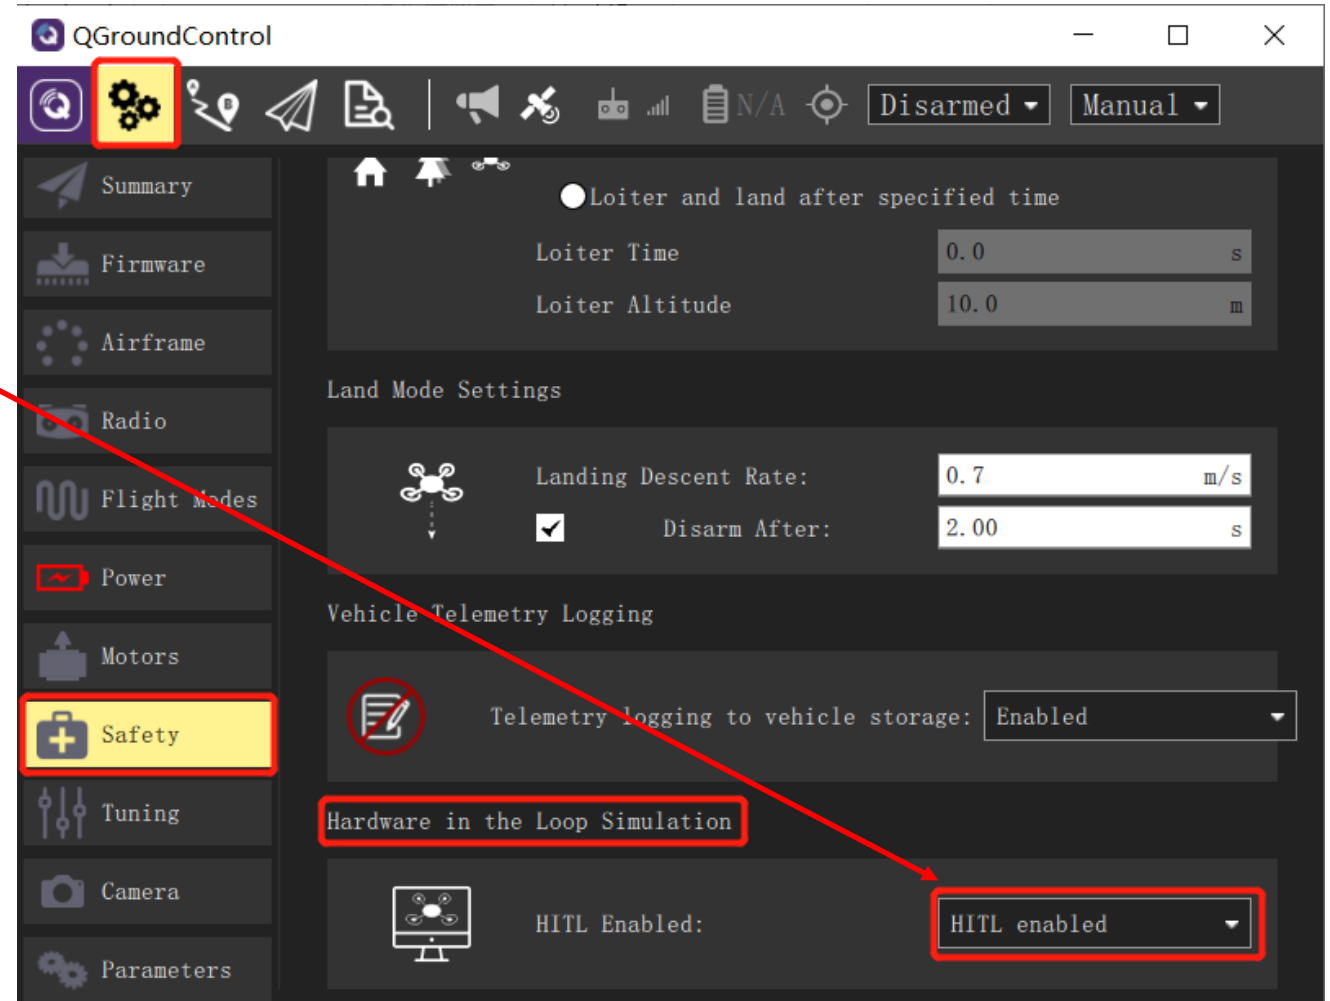 QGroundControl
N/A Disarmed Manual
Summary
Firmware
Airframe
Radio
Flight Modes
Power
Motors
Safety
Tuning
Camera
Parameters
Loiter and land after specified time
Loiter Time 0.0 s
Loiter Altitude 10.0 m
Land Mode Settings
Landing Descent Rate: 0.7 m/s
Disarm After: 2.00 s
Vehicle Telemetry Logging
Telemetry logging to vehicle storage: Enabled
Hardware in the Loop Simulation
HITL Enabled: HITL enabled